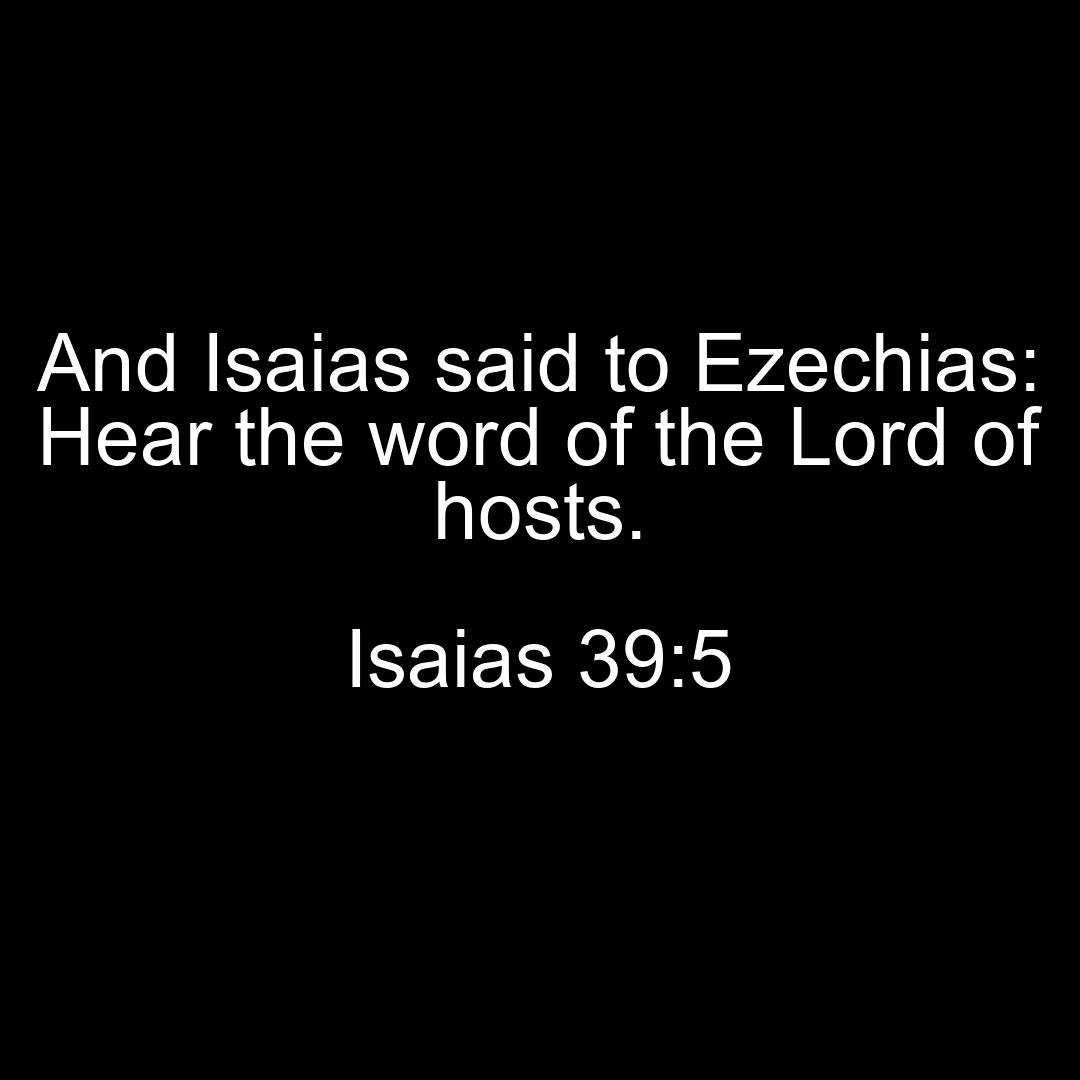 And Isaias said to Ezechias:
Hear the word of the Lord of
hosts.
Isaias 39:5